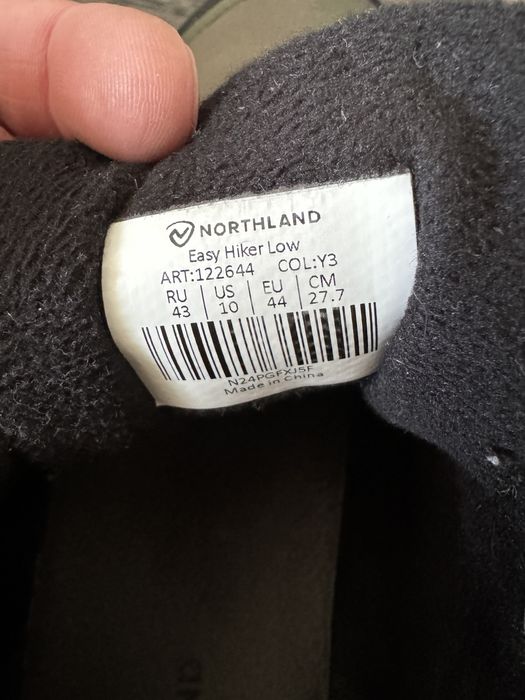 NORTHLAND
Easy Hiker Low
ART:122644 COL:Y3
RU US EU CM
43 10 44 27.7
N24PGFXJ5F
Made in China